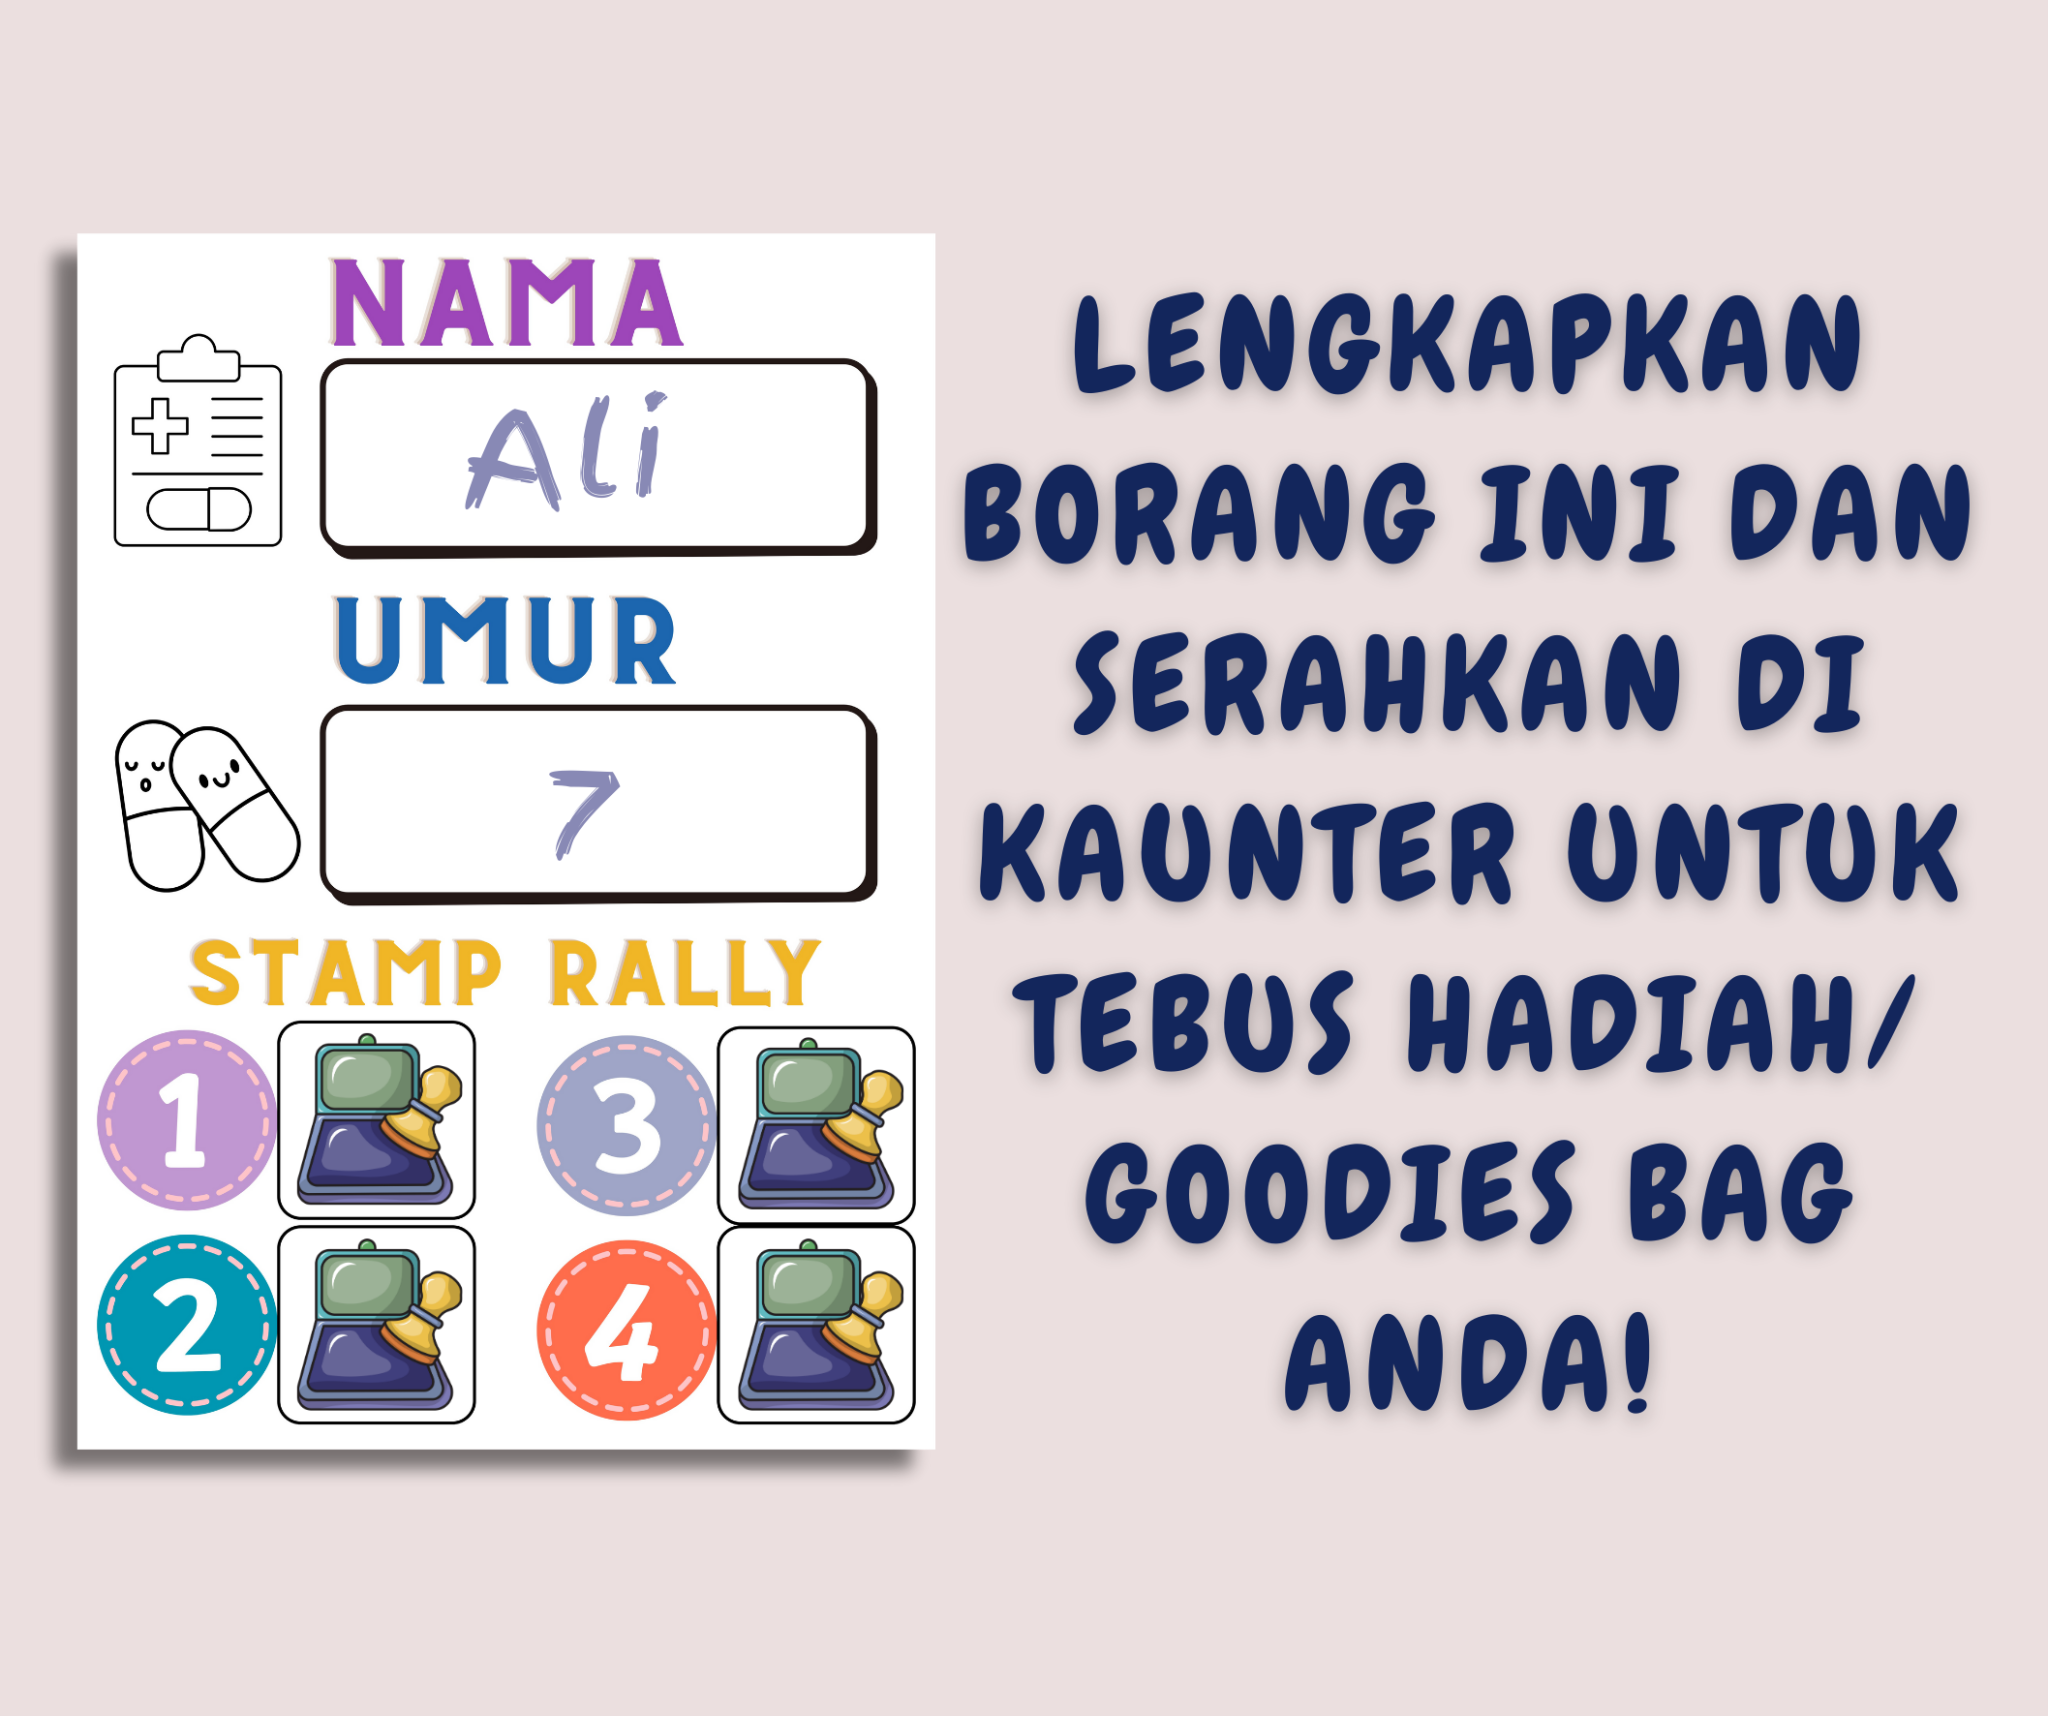 NAMA
Ali
UMUR
7
STAMP RALLY
1
3
2
4
LENGKAPKAN
BORANG INI DAN
SERAHKAN DI
KAUNTER UNTUK
TEBUS HADIAH/
GOODIES BAG
ANDA!